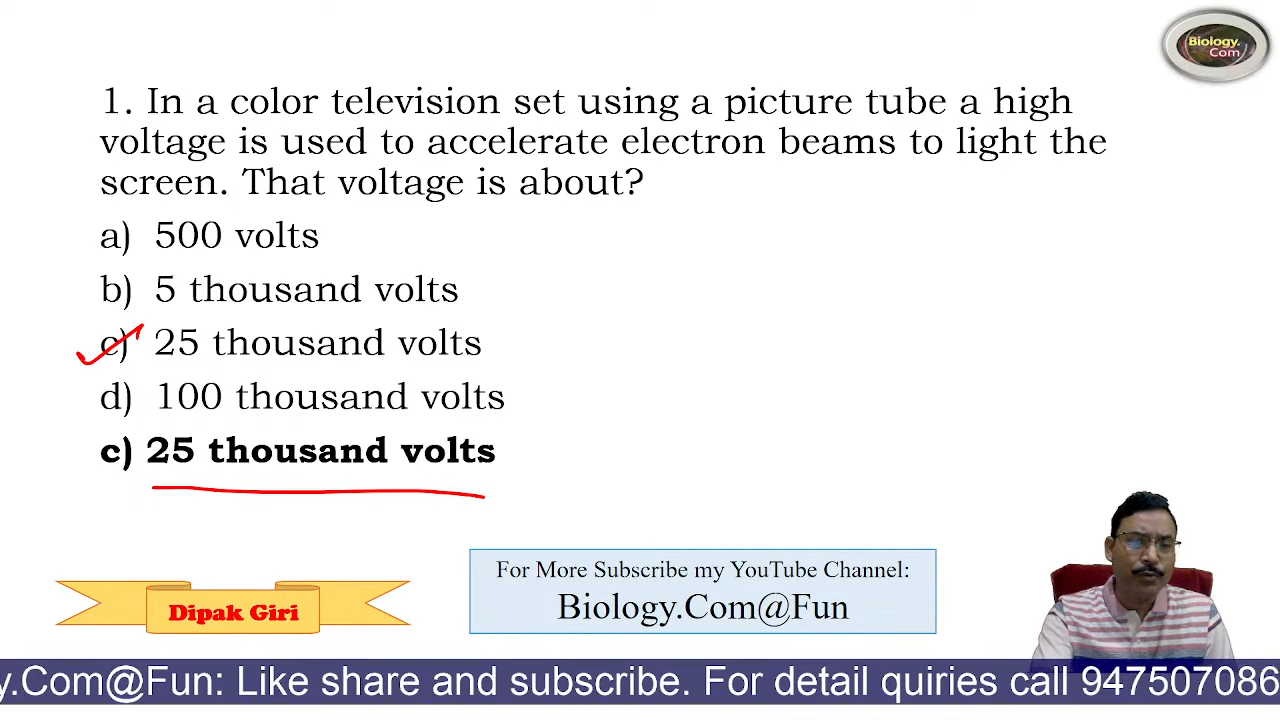 Biology.
Com
1. In a color television set using a picture tube a high
voltage is used to accelerate electron beams to light the
screen. That voltage is about?
a) 500 volts
b) 5 thousand volts
c) 25 thousand volts
d) 100 thousand volts
c) 25 thousand volts
For More Subscribe my YouTube Channel:
Biology.Com@Fun
Dipak Giri
y.Com@Fun: Like share and subscribe. For detail quiries call 947507086